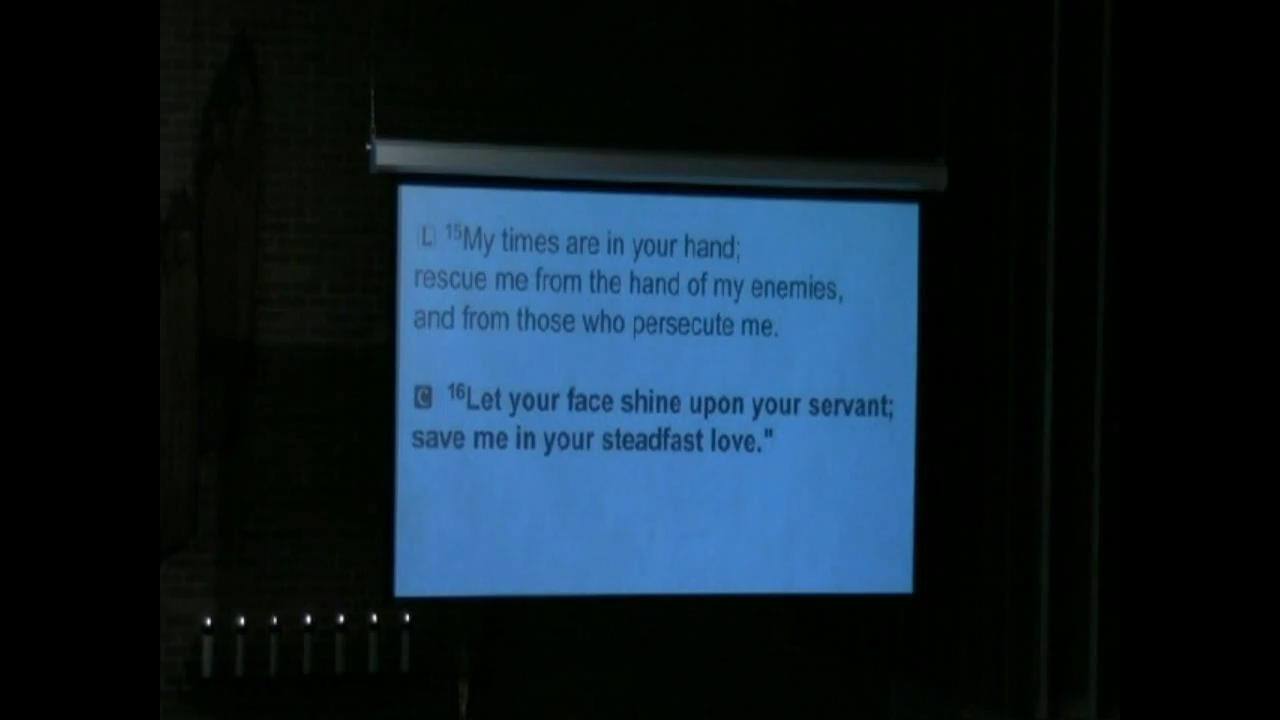 L 15My times are in your hand;
rescue me from the hand of my enemies,
and from those who persecute me.
C 16Let your face shine upon your servant;
save me in your steadfast love."